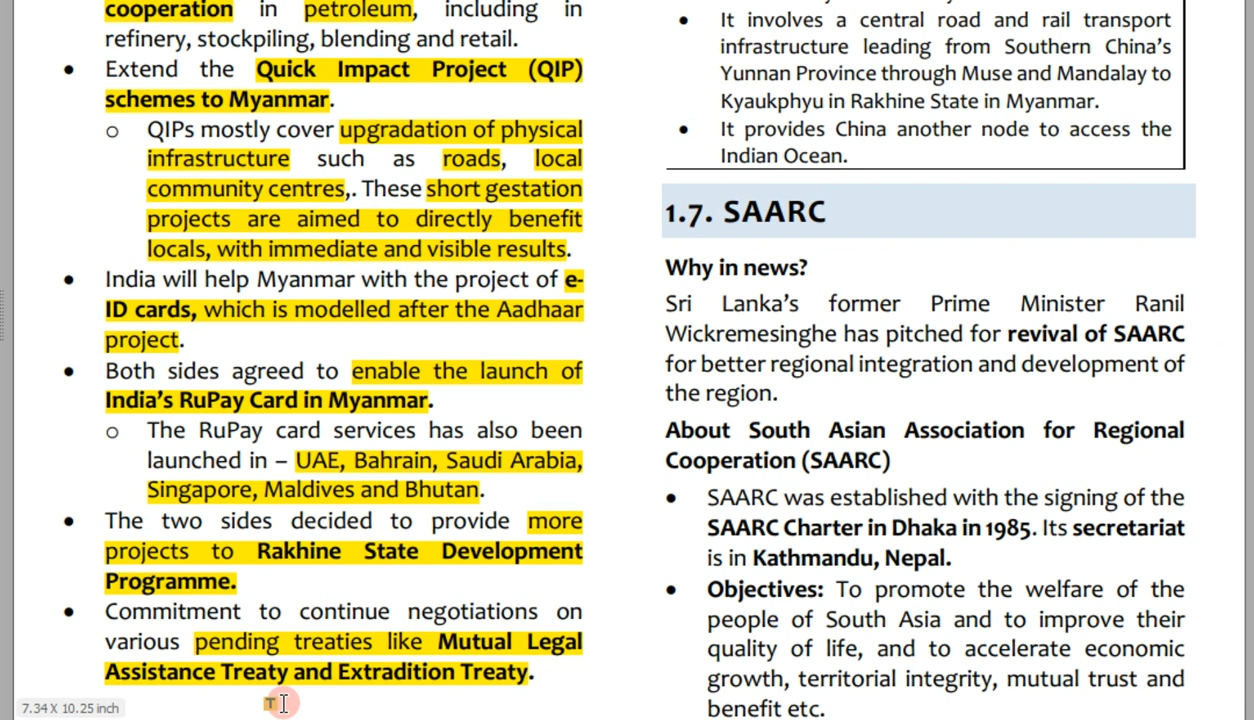 cooperation in petroleum, including in
refinery, stockpiling, blending and retail.
• Extend the Quick Impact Project (QIP)
schemes to Myanmar.
o QIPs mostly cover upgradation of physical
infrastructure such as roads, local
community centres,. These short gestation
projects are aimed to directly benefit
locals, with immediate and visible results.
• India will help Myanmar with the project of e-
ID cards, which is modelled after the Aadhaar
project.
• Both sides agreed to enable the launch of
India's RuPay Card in Myanmar.
o The RuPay card services has also been
launched in – UAE, Bahrain, Saudi Arabia,
Singapore, Maldives and Bhutan.
• The two sides decided to provide more
projects to Rakhine State Development
Programme.
• Commitment to continue negotiations on
various pending treaties like Mutual Legal
Assistance Treaty and Extradition Treaty.
7.34 X 10.25 inch
• It involves a central road and rail transport
infrastructure leading from Southern China's
Yunnan Province through Muse and Mandalay to
Kyaukphyu in Rakhine State in Myanmar.
• It provides China another node to access the
Indian Ocean.
1.7. SAARC
Why in news?
Sri Lanka's former Prime Minister Ranil
Wickremesinghe has pitched for revival of SAARC
for better regional integration and development of
the region.
About South Asian Association for Regional
Cooperation (SAARC)
• SAARC was established with the signing of the
SAARC Charter in Dhaka in 1985. Its secretariat
is in Kathmandu, Nepal.
• Objectives: To promote the welfare of the
people of South Asia and to improve their
quality of life, and to accelerate economic
growth, territorial integrity, mutual trust and
benefit etc.